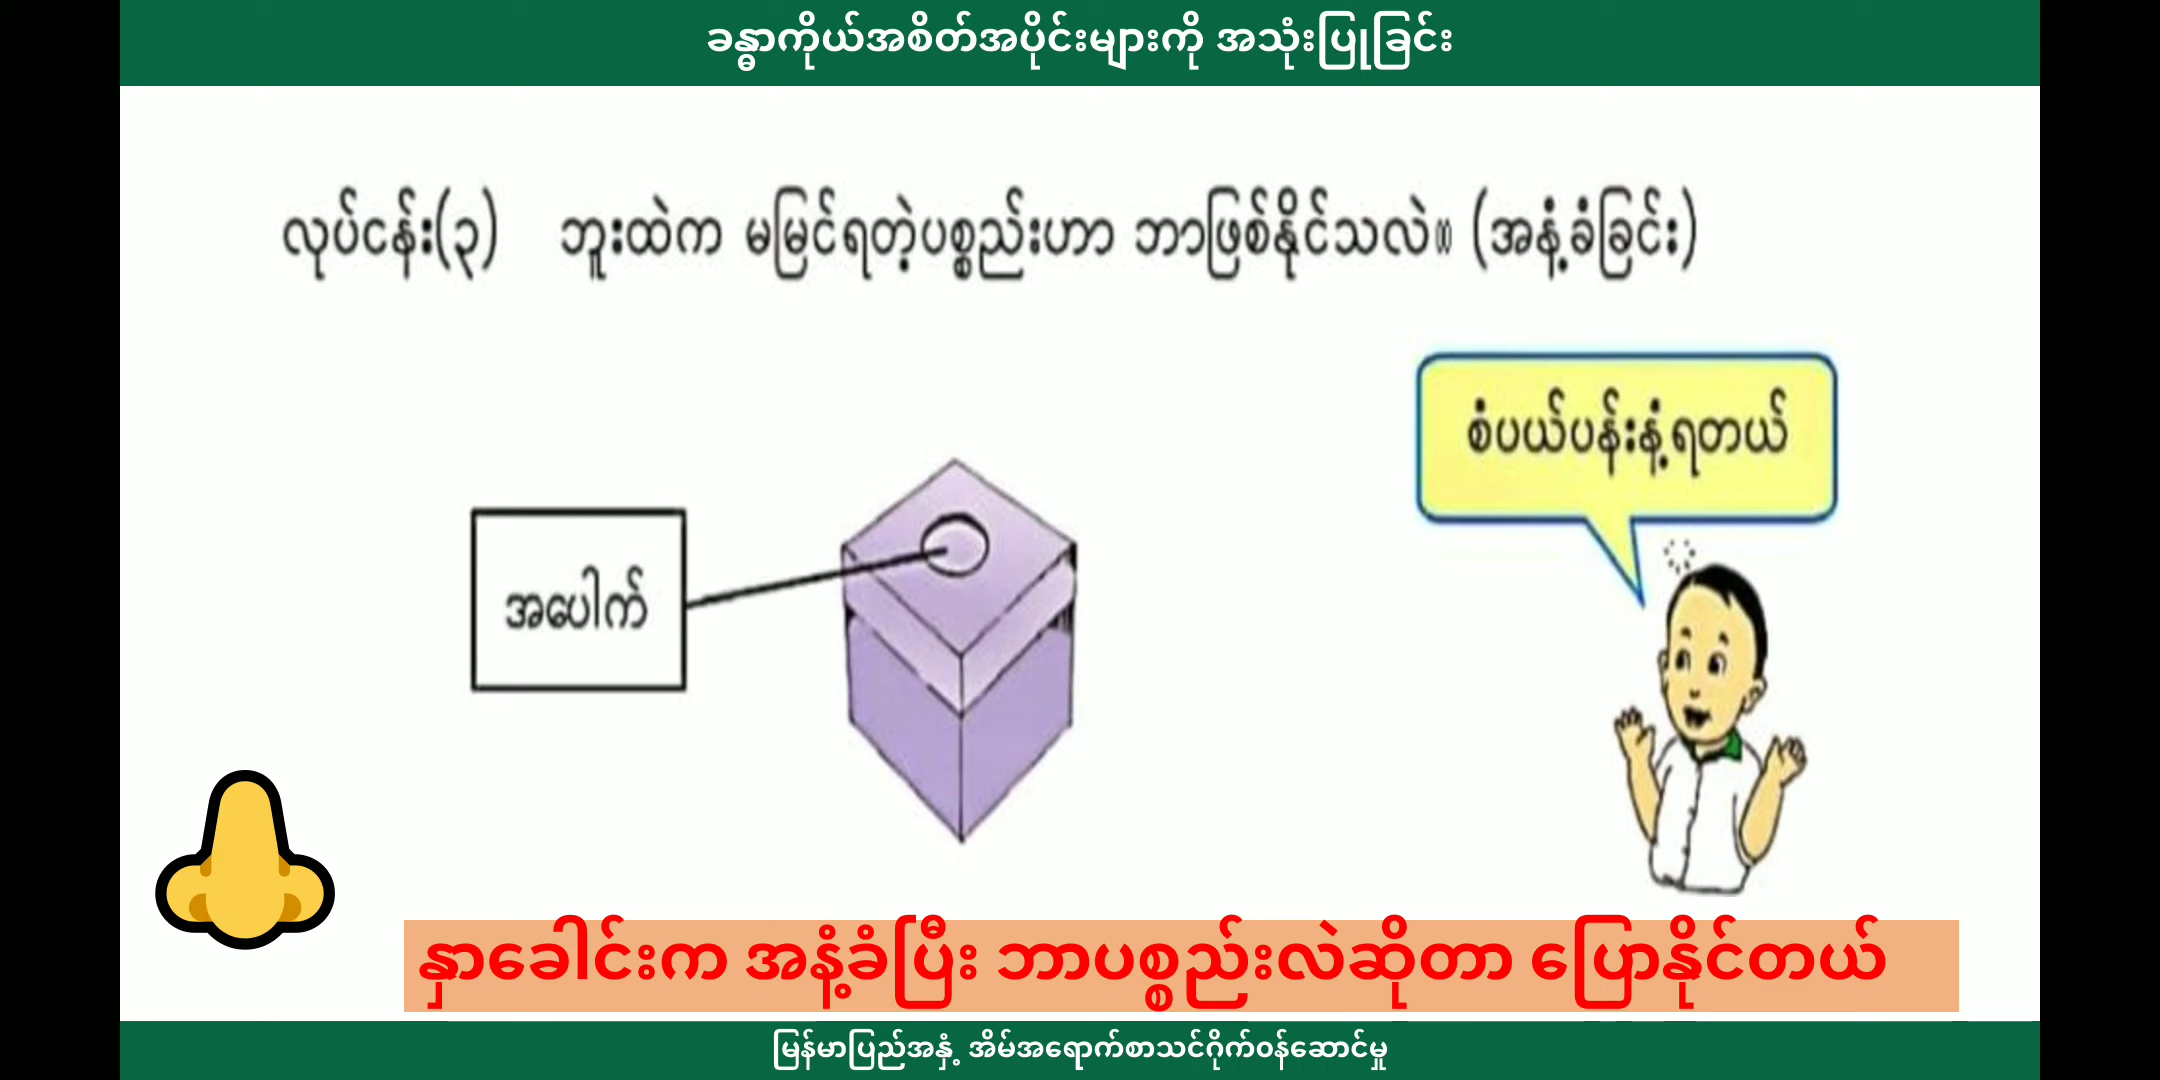 ခန္ဓာကိုယ်အစိတ်အပိုင်းများကို အသုံးပြုခြင်း
လုပ်ငန်း(၃) ဘူးထဲက မမြင်ရတဲ့ပစ္စည်းဟာ ဘာဖြစ်နိုင်သလဲ။ (အနံ့ခံခြင်း)
စံပယ်ပန်းနံ့ရတယ်
အပေါက်
နှာခေါင်းက အနံ့ခံပြီး ဘာပစ္စည်းလဲဆိုတာ ပြောနိုင်တယ်
မြန်မာပြည်အနှံ့ အိမ်အရောက်စာသင်ဂိုက်ဝန်ဆောင်မှု